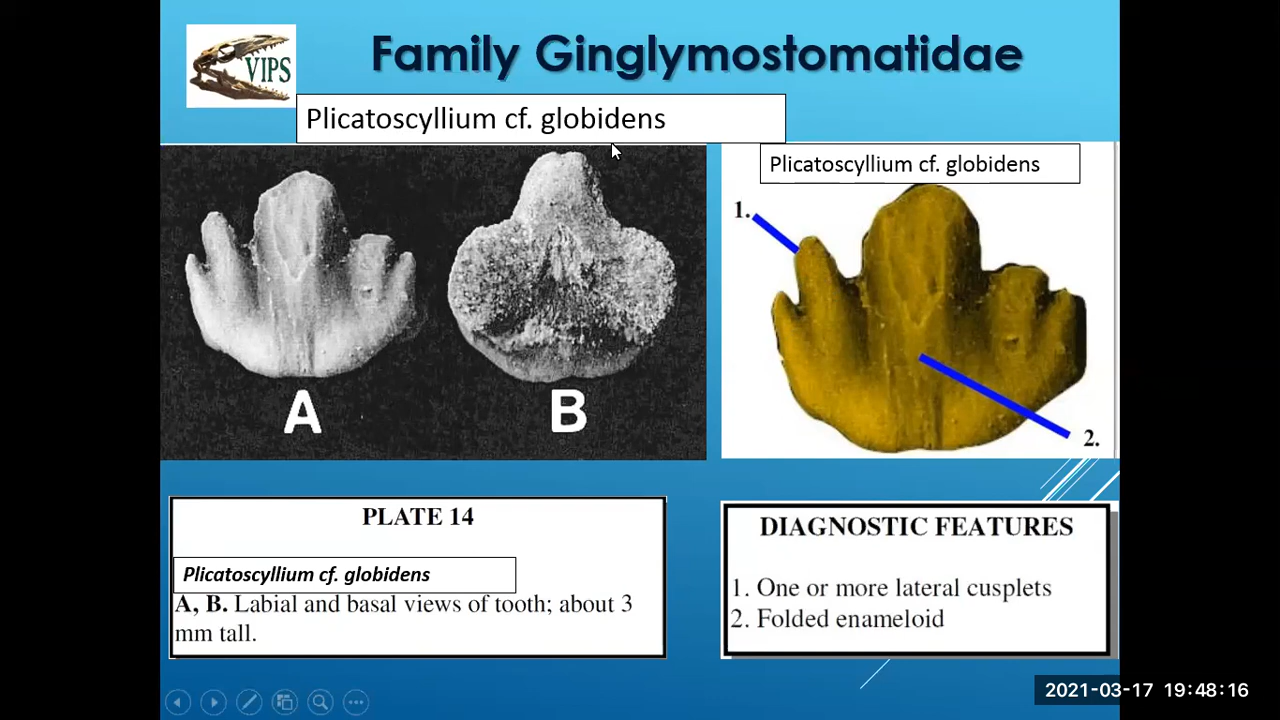 VIPS
Family Ginglymostomatidae
Plicatoscyllium cf. globidens
Plicatoscyllium cf. globidens
1.
2.
A
B
PLATE 14
Plicatoscyllium cf. globidens
A, B. Labial and basal views of tooth; about 3
mm tall.
DIAGNOSTIC FEATURES
1. One or more lateral cusplets
2. Folded enameloid
2021-03-17 19:48:16